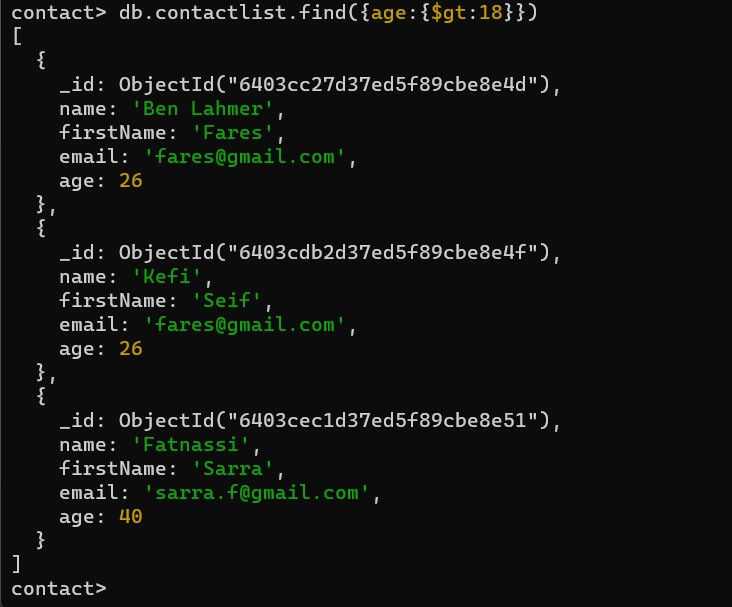 contact> db.contactlist.find({age:{$gt:18}})
[
  {
    _id: ObjectId("6403cc27d37ed5f89cbe8e4d"),
    name: 'Ben Lahmer',
    firstName: 'Fares',
    email: 'fares@gmail.com',
    age: 26
  },
  {
    _id: ObjectId("6403cdb2d37ed5f89cbe8e4f"),
    name: 'Kefi',
    firstName: 'Seif',
    email: 'fares@gmail.com',
    age: 26
  },
  {
    _id: ObjectId("6403cec1d37ed5f89cbe8e51"),
    name: 'Fatnassi',
    firstName: 'Sarra',
    email: 'sarra.f@gmail.com',
    age: 40
  }
]
contact>